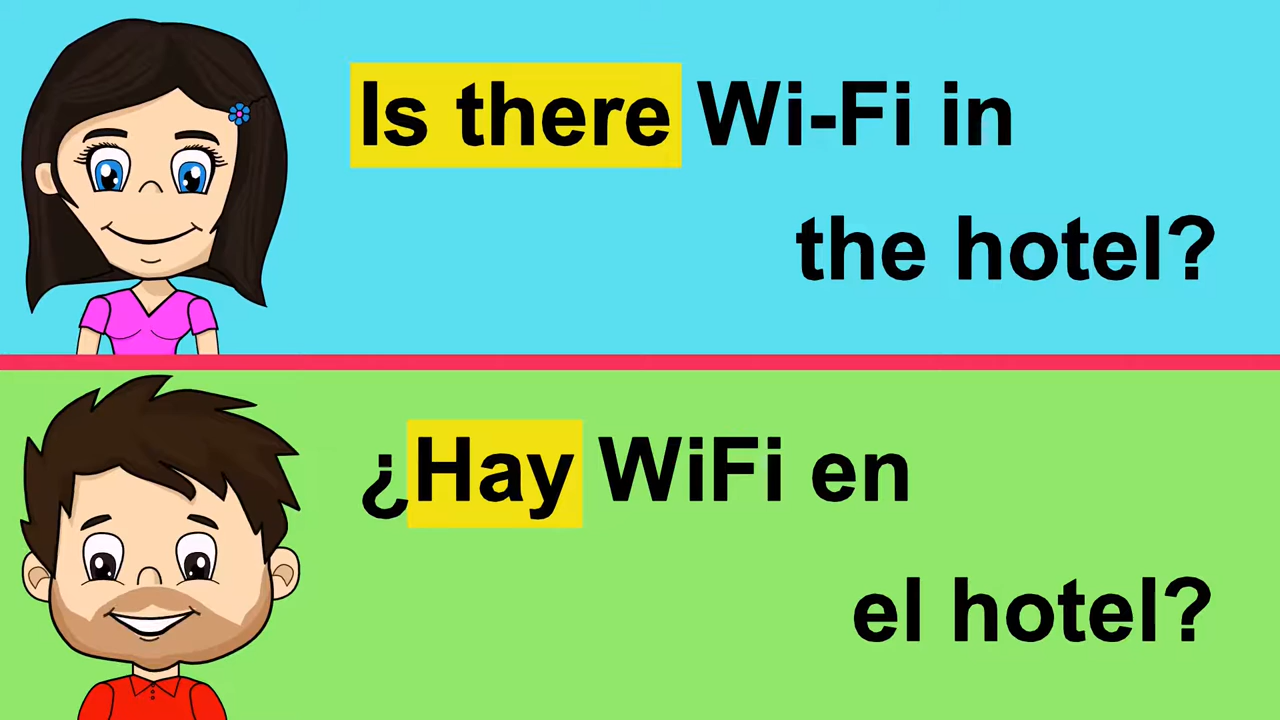 Is there Wi-Fi in
the hotel?
¿Hay WiFi en
el hotel?